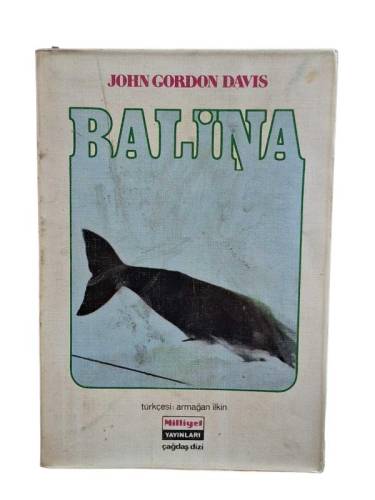 JOHN GORDON DAVIS
BALİNA
türkçesi: armağan ilkin
Milliyet
YAYINLARI
çağdaş dizi